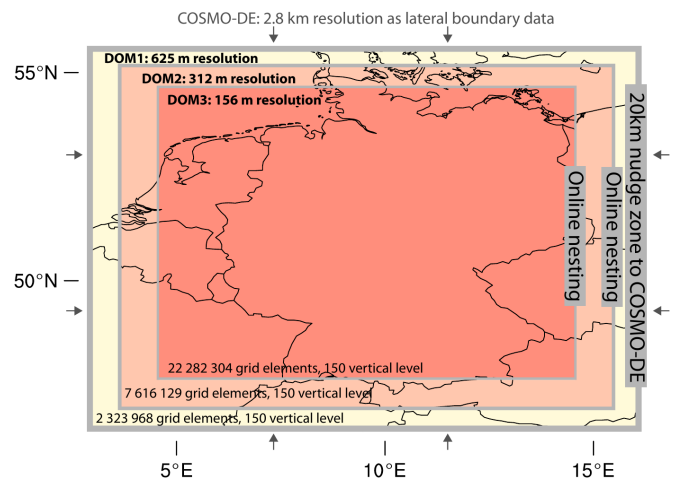 COSMO-DE: 2.8 km resolution as lateral boundary data
DOM1: 625 m resolution
DOM2: 312 m resolution
DOM3: 156 m resolution
55°N
50°N
20km nudge zone to COSMO-DE
Online nesting
Online nesting
22 282 304 grid elements, 150 vertical level
7 616 129 grid elements, 150 vertical level
2 323 968 grid elements, 150 vertical level
5°E
10°E
15°E